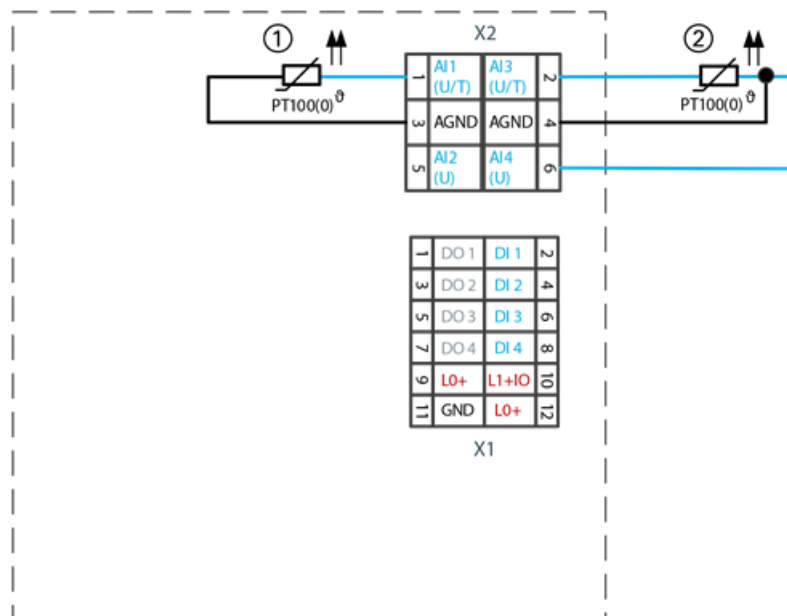 ① X2 ②
1 AI1 (U/T) AI3 (U/T) 2
PT100(0) ϑ PT100(0) ϑ
3 AGND AGND 4
5 AI2 (U) AI4 (U) 6
1 DO 1 DI 1 2
3 DO 2 DI 2 4
5 DO 3 DI 3 6
7 DO 4 DI 4 8
9 L0+ L1+IO 10
11 GND L0+ 12
X1